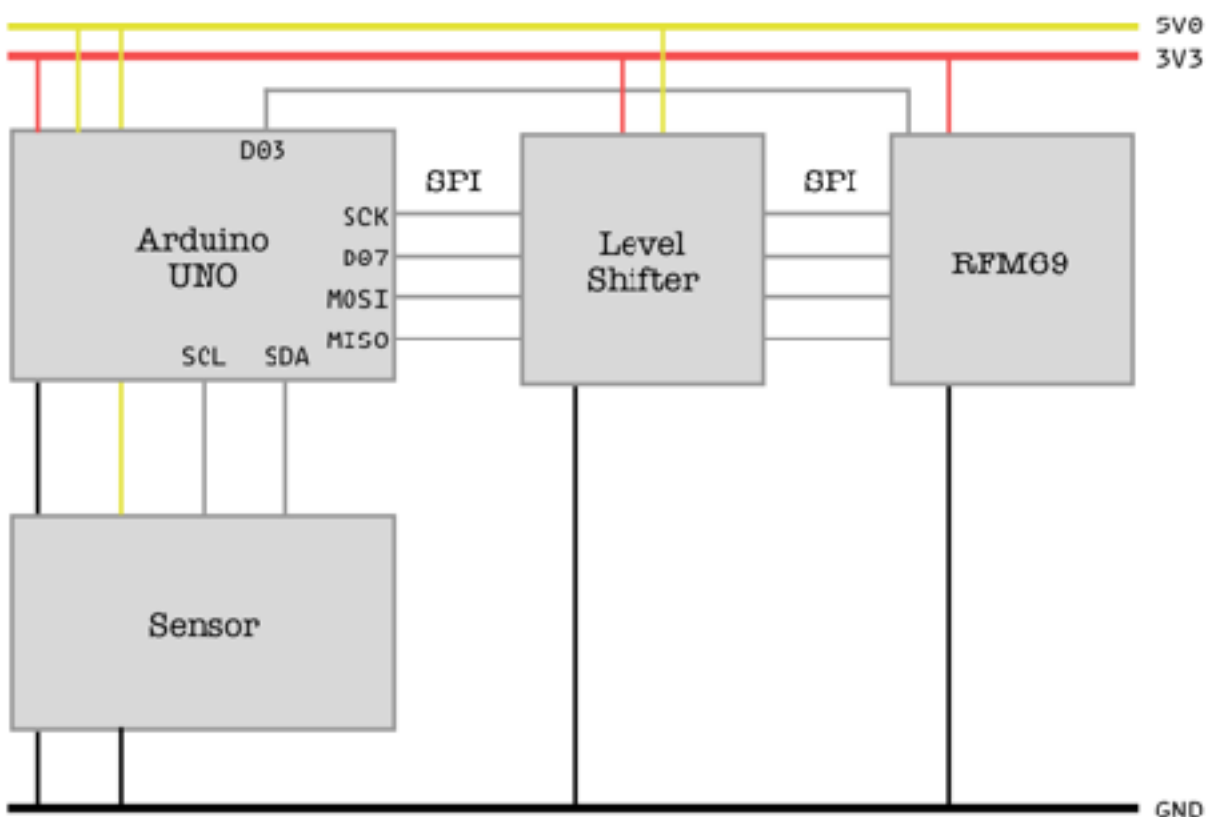 5V0
3V3
D03
SPI
SPI
SCK
D07
MOSI
MISO
Arduino
UNO
SCL SDA
Level
Shifter
RFM69
Sensor
GND